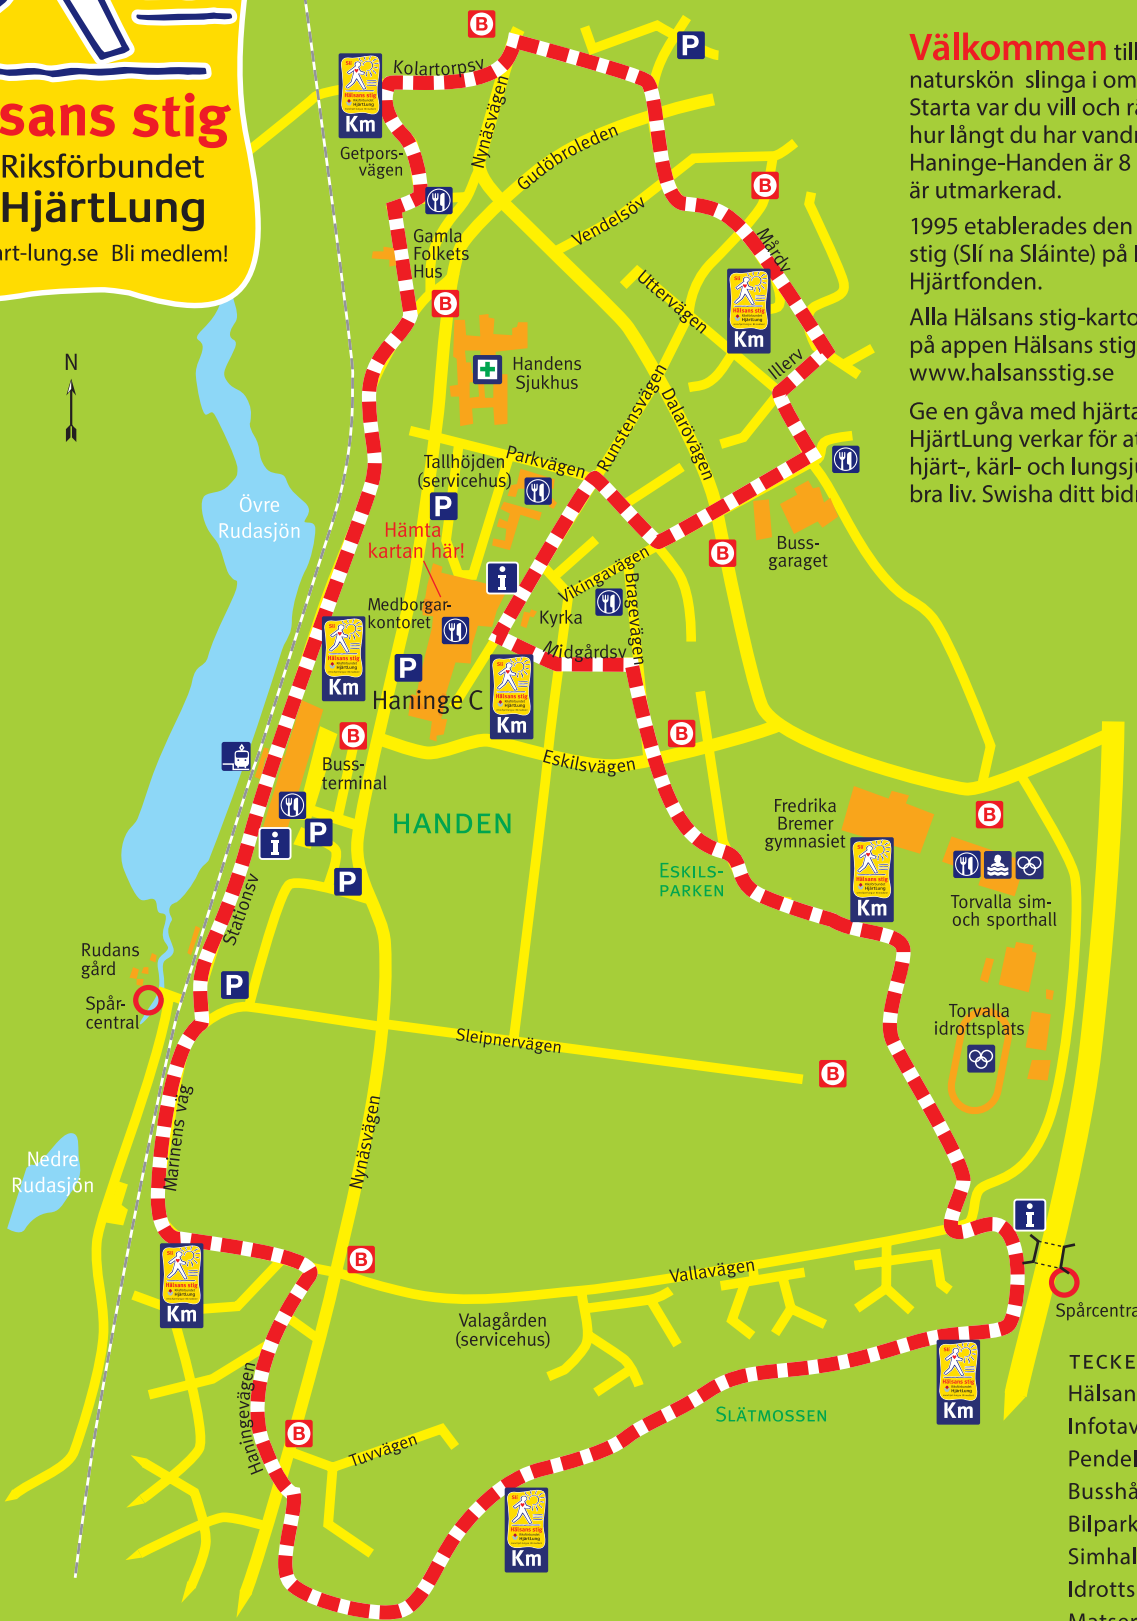 sans stig
Riksförbundet
HjärtLung
rt-lung.se Bli medlem!
Välkommen till
naturskön slinga i om
Starta var du vill och
hur långt du har vandr
Haninge-Handen är 8
är utmarkerad.
1995 etablerades den
stig (Slí na Sláinte) på
Hjärtfonden.
Alla Hälsans stig-karto
på appen Hälsans stig
www.halsansstig.se
Ge en gåva med hjärta
HjärtLung verkar för at
hjärt-, kärl- och lungsju
bra liv. Swisha ditt bidr
N
B
P
Kolartorpsv
Km
Getpors-
vägen
Nynäsvägen
Gudöbroleden
B
Vendelsöv
Mårdv
Gamla
Folkets
Hus
B
Uttervägen
Km
Handens
Sjukhus
Illerv
Runstensvägen
Dalarövägen
Parkvägen
Tallhöjden
(servicehus)
P
Övre
Rudasjön
Hämta
kartan här!
B
Buss-
garaget
i
Vikingavägen
Bragevägen
Medborgar-
kontoret
Kyrka
Midgårdsv
Km
P
Haninge C
Km
B
B
Buss-
terminal
Eskilsvägen
HANDEN
Fredrika
Bremer
gymnasiet
B
P
i
Eskils-
parken
P
Km
Torvalla sim-
och sporthall
Stationsv
Rudans
gård
P
Spår-
central
Torvalla
idrottsplats
Sleipnervägen
B
Marinens väg
Nynäsvägen
Nedre
Rudasjön
i
B
Vallavägen
Km
Valagården
(servicehus)
Spårcentra
Haningevägen
Km
Slätmossen
B
Tuvvägen
Km
TECKE
Hälsan
Infotav
Pendel
Busshå
Bilpark
Simhal
Idrotts